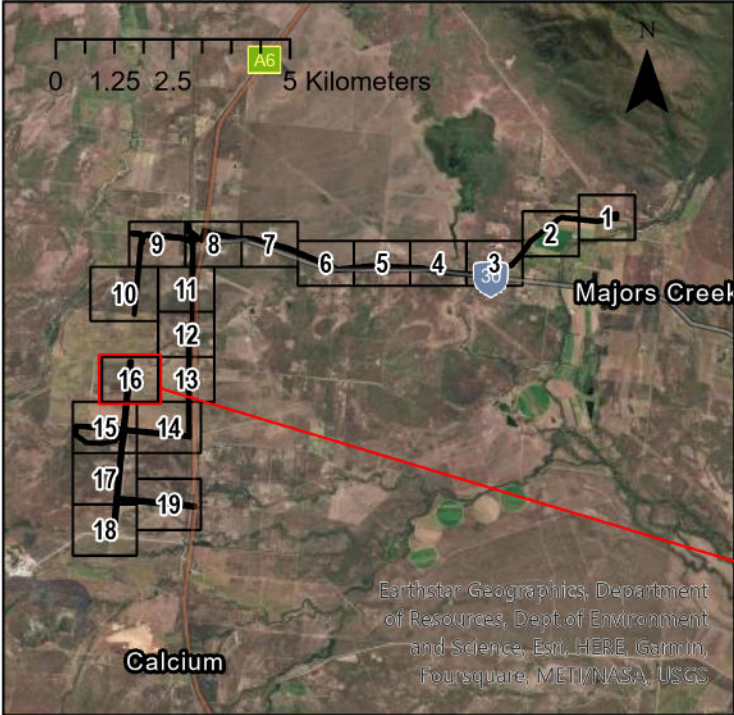 N
A6
0 1.25 2.5 5 Kilometers
1
2
9 8 7
6 5 4 3
30
10 11
Majors Creek
12
16 13
15 14
17
19
18
Earthstar Geographics, Department
of Resources, Dept of Environment
and Science, Esri, HERE, Garmin,
Foursquare, METI/NASA, USGS
Calcium